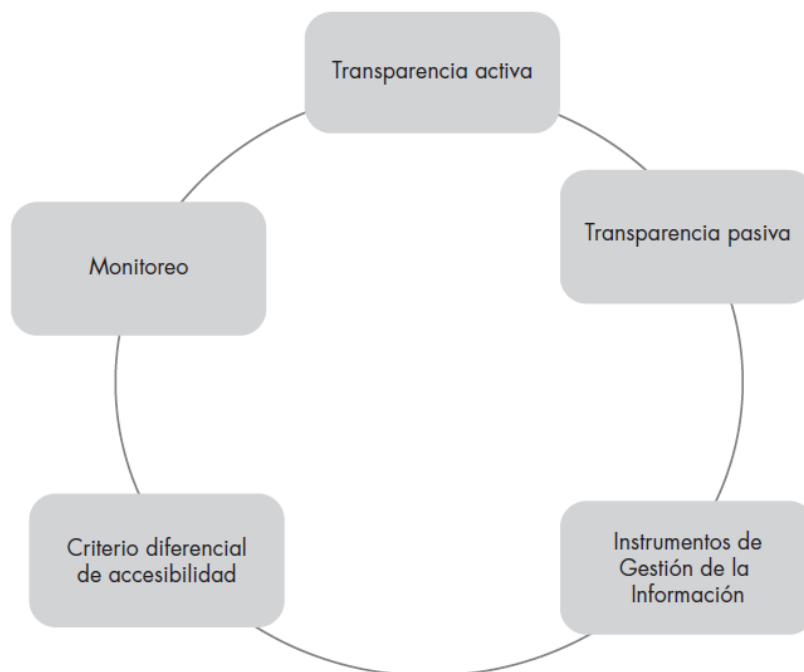 Transparencia activa
Transparencia pasiva
Monitoreo
Criterio diferencial
de accesibilidad
Instrumentos de
Gestión de la
Información